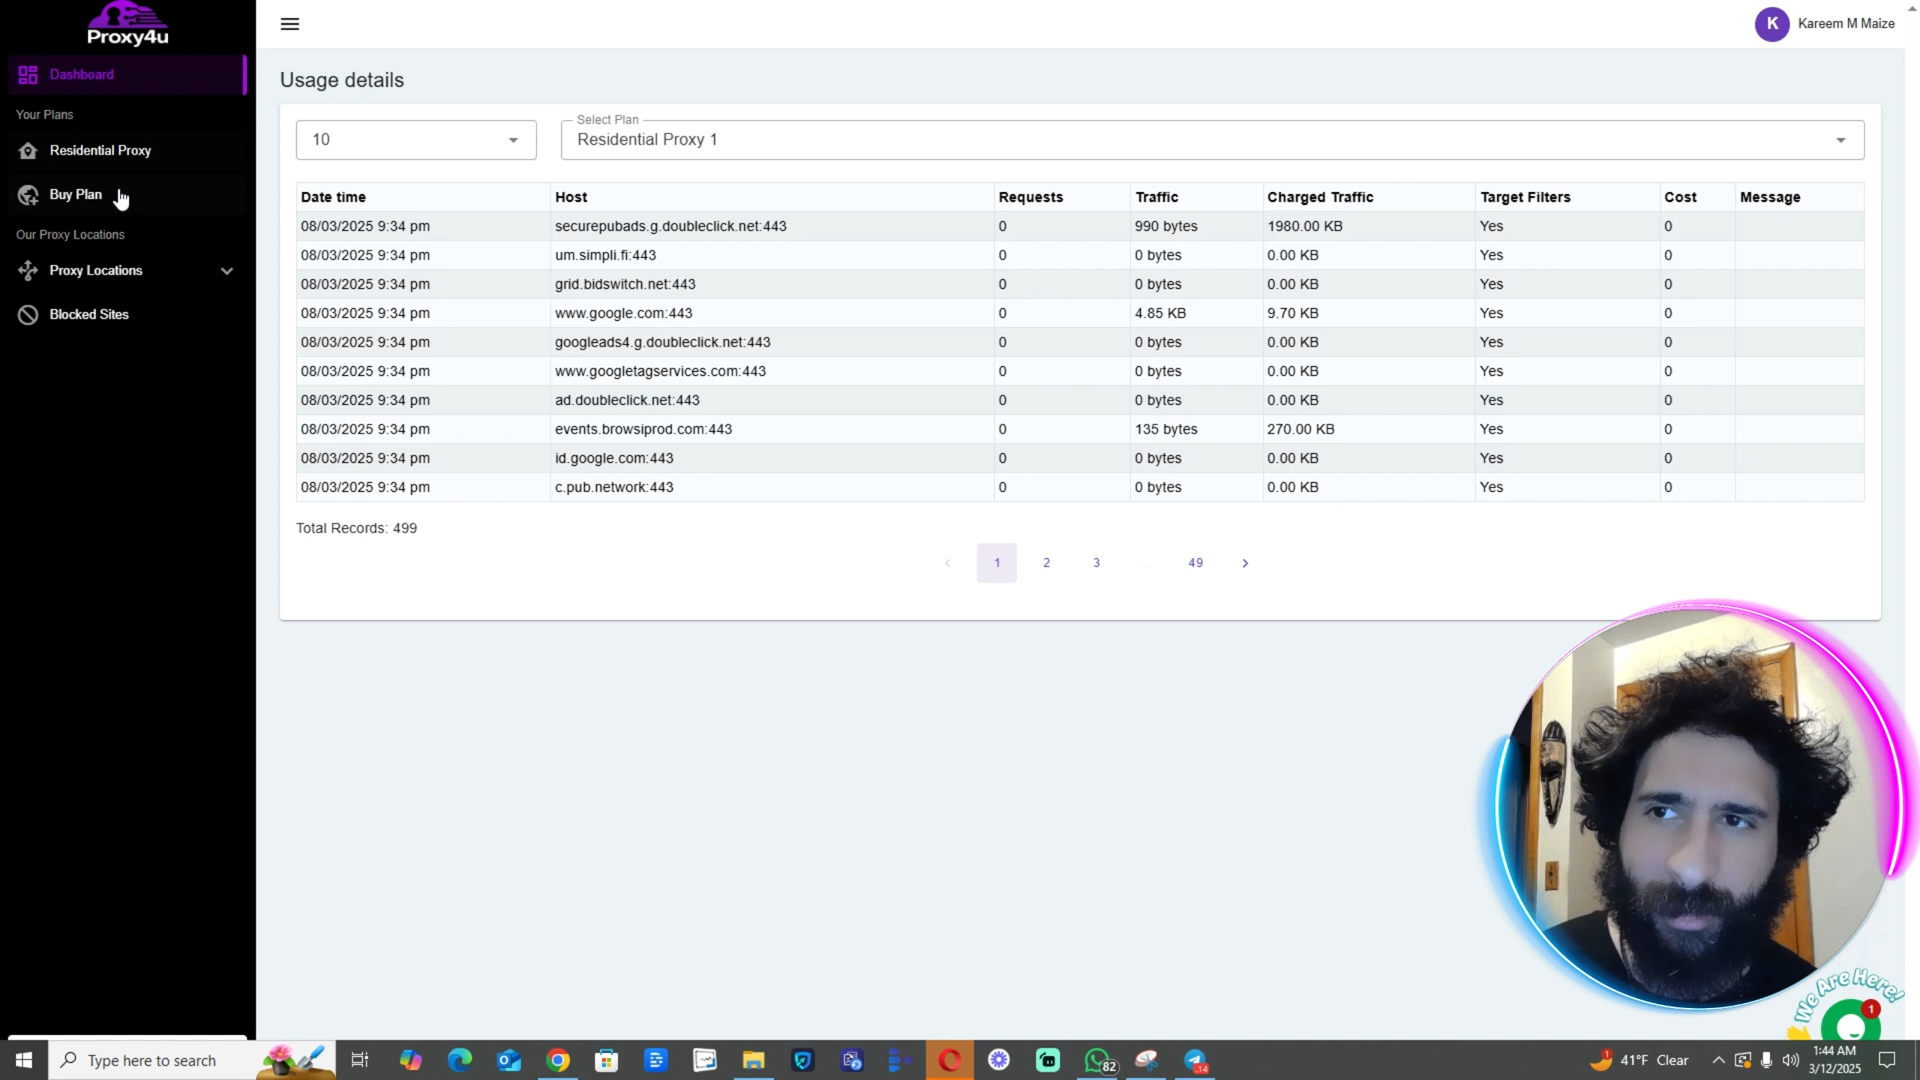 Proxy4u
K
Kareem M Maize
Dashboard
Your Plans
Residential Proxy
Buy Plan
Our Proxy Locations
Proxy Locations
Blocked Sites
Usage details
10
Select Plan
Residential Proxy 1
Date time Host Requests Traffic Charged Traffic Target Filters Cost Message
08/03/2025 9:34 pm securepubads.g.doubleclick.net:443 0 990 bytes 1980.00 KB Yes 0
08/03/2025 9:34 pm um.simpli.fi:443 0 0 bytes 0.00 KB Yes 0
08/03/2025 9:34 pm grid.bidswitch.net:443 0 0 bytes 0.00 KB Yes 0
08/03/2025 9:34 pm www.google.com:443 0 4.85 KB 9.70 KB Yes 0
08/03/2025 9:34 pm googleads4.g.doubleclick.net:443 0 0 bytes 0.00 KB Yes 0
08/03/2025 9:34 pm www.googletagservices.com:443 0 0 bytes 0.00 KB Yes 0
08/03/2025 9:34 pm ad.doubleclick.net:443 0 0 bytes 0.00 KB Yes 0
08/03/2025 9:34 pm events.browsiprod.com:443 0 135 bytes 270.00 KB Yes 0
08/03/2025 9:34 pm id.google.com:443 0 0 bytes 0.00 KB Yes 0
08/03/2025 9:34 pm c.pub.network:443 0 0 bytes 0.00 KB Yes 0
Total Records: 499
1 2 3 ... 49
We Are Here!
1
Type here to search
82
14
1
41°F Clear
1:44 AM
3/12/2025